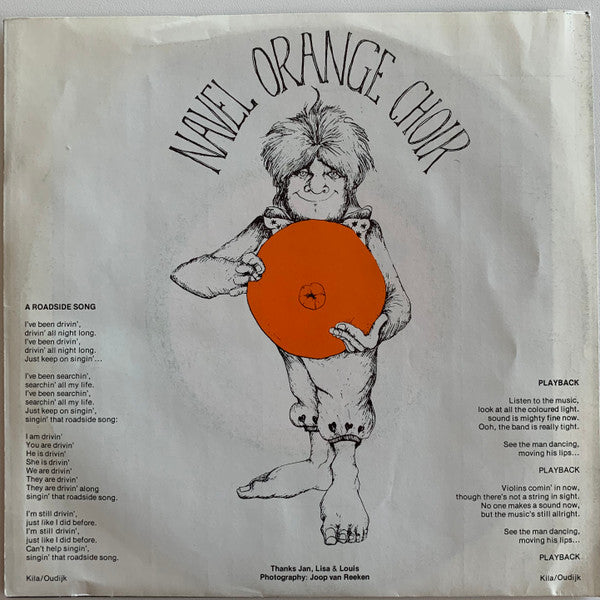 NAVEL ORANGE CHOIR
A ROADSIDE SONG
I've been drivin',
drivin' all night long.
I've been drivin',
drivin' all night long.
Just keep on singin'...
I've been searchin',
searchin' all my life.
I've been searchin',
searchin' all my life.
Just keep on singin',
singin' that roadside song:
I am drivin'
You are drivin'
He is drivin'
She is drivin'
We are drivin'
They are drivin'
They are drivin' along
singin' that roadside song.
I'm still drivin',
just like I did before.
I'm still drivin',
just like I did before.
Can't help singin',
singin' that roadside song.
Kila/Oudijk
Thanks Jan, Lisa & Louis
Photography: Joop van Reeken
PLAYBACK
Listen to the music,
look at all the coloured light.
sound is mighty fine now.
Ooh, the band is really tight.
See the man dancing,
moving his lips...
PLAYBACK
Violins comin' in now,
though there's not a string in sight.
No one makes a sound now,
but the music's still allright.
See the man dancing,
moving his lips...
PLAYBACK
Kila/Oudijk